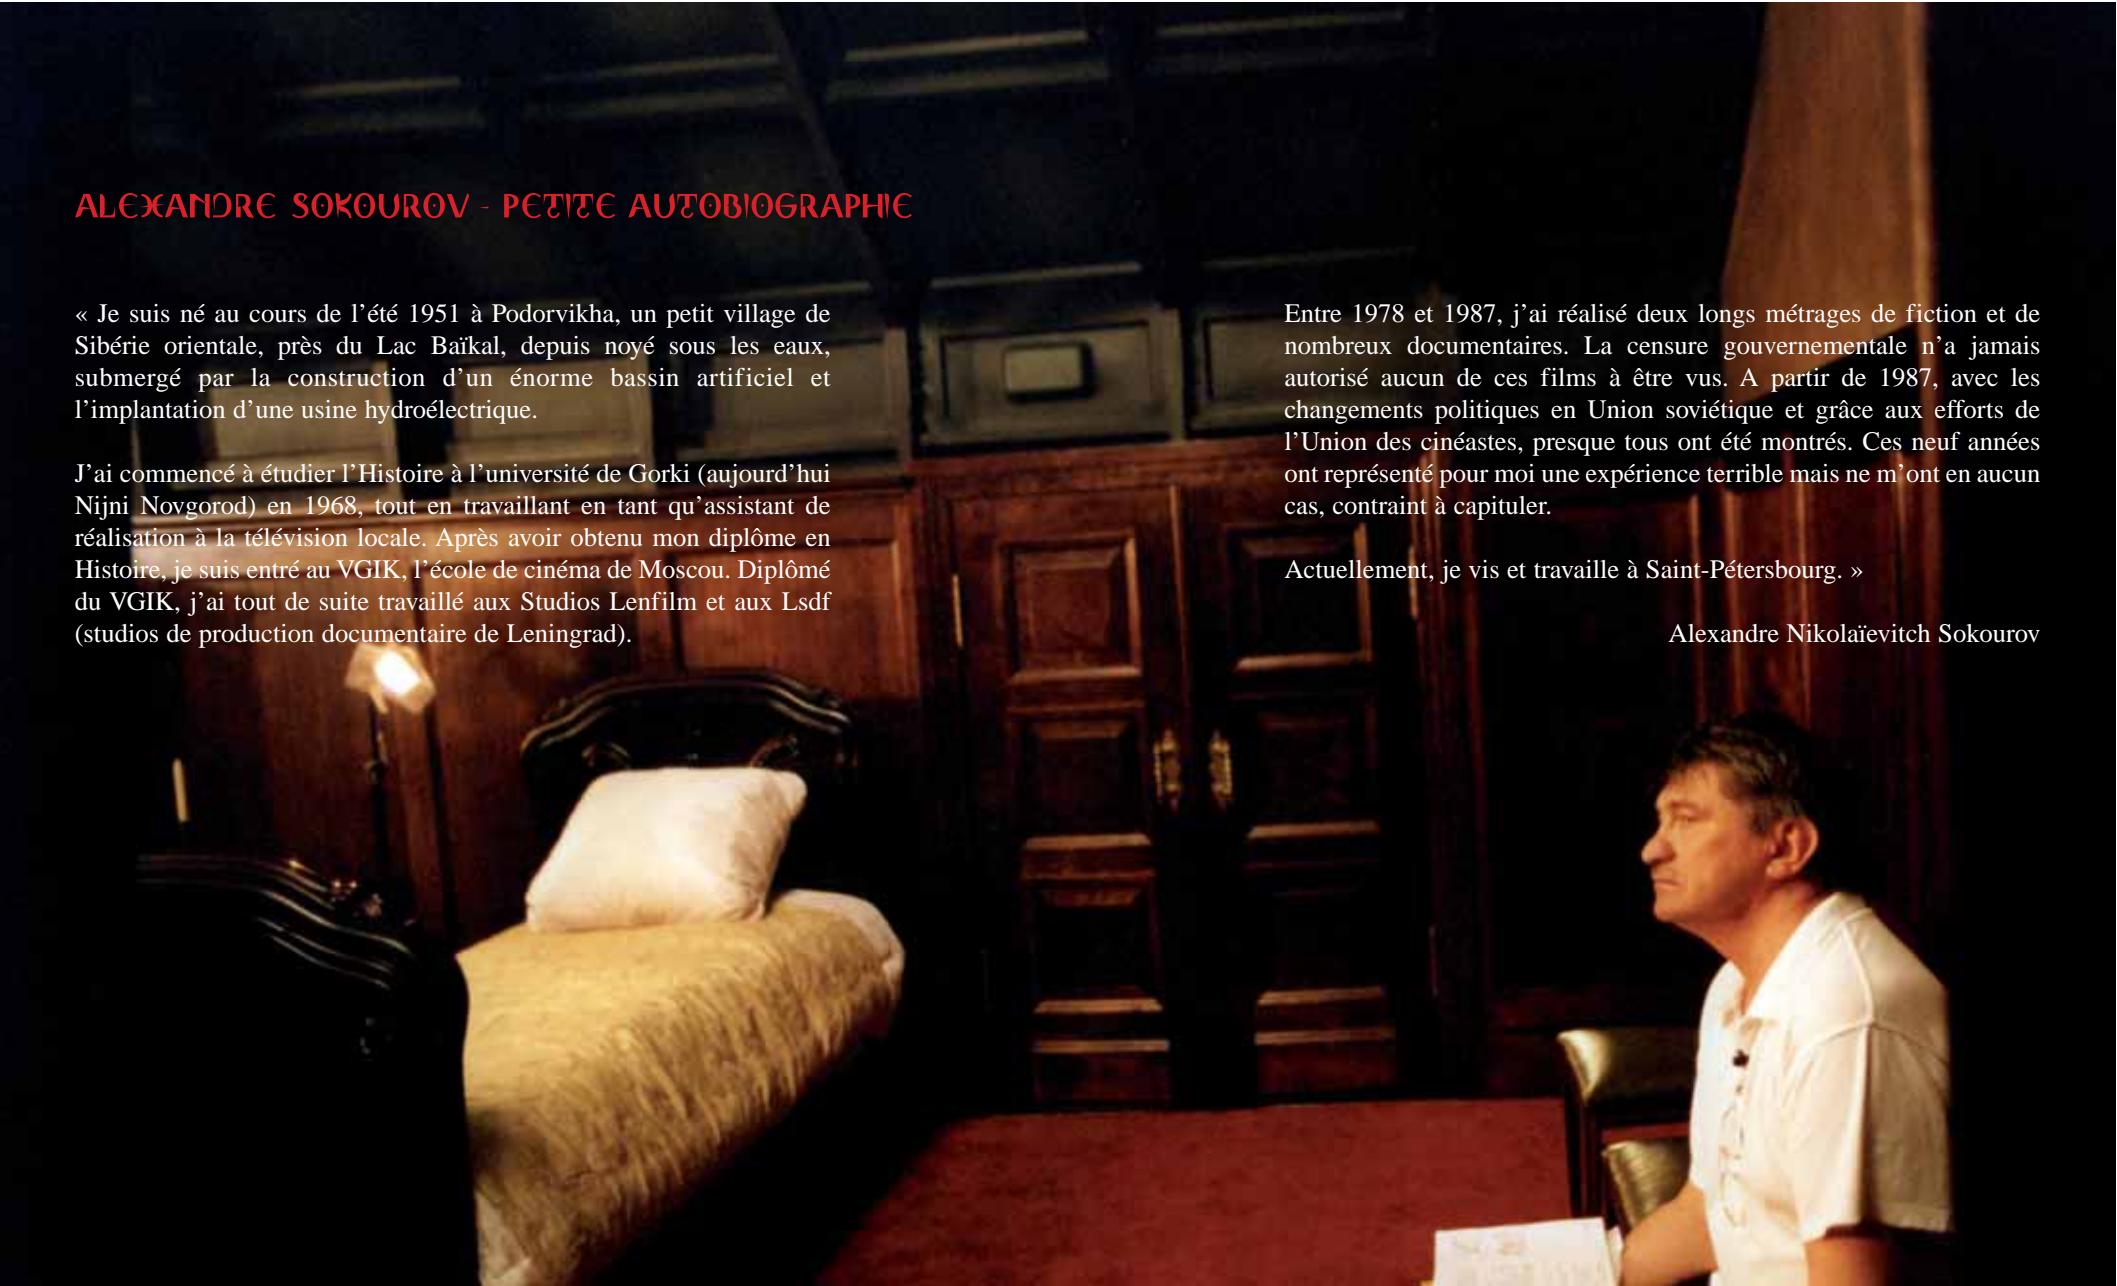 ALEXANDRE SOKOUROV - PETITE AUTOBIOGRAPHIE
« Je suis né au cours de l’été 1951 à Podorvikha, un petit village de
Sibérie orientale, près du Lac Baïkal, depuis noyé sous les eaux,
submergé par la construction d’un énorme bassin artificiel et
l’implantation d’une usine hydroélectrique.
J’ai commencé à étudier l’Histoire à l’université de Gorki (aujourd’hui
Nijni Novgorod) en 1968, tout en travaillant en tant qu’assistant de
réalisation à la télévision locale. Après avoir obtenu mon diplôme en
Histoire, je suis entré au VGIK, l’école de cinéma de Moscou. Diplômé
du VGIK, j’ai tout de suite travaillé aux Studios Lenfilm et aux Lsdf
(studios de production documentaire de Leningrad).
Entre 1978 et 1987, j’ai réalisé deux longs métrages de fiction et de
nombreux documentaires. La censure gouvernementale n’a jamais
autorisé aucun de ces films à être vus. A partir de 1987, avec les
changements politiques en Union soviétique et grâce aux efforts de
l’Union des cinéastes, presque tous ont été montrés. Ces neuf années
ont représenté pour moi une expérience terrible mais ne m’ont en aucun
cas, contraint à capituler.
Actuellement, je vis et travaille à Saint-Pétersbourg. »
Alexandre Nikolaïevitch Sokourov